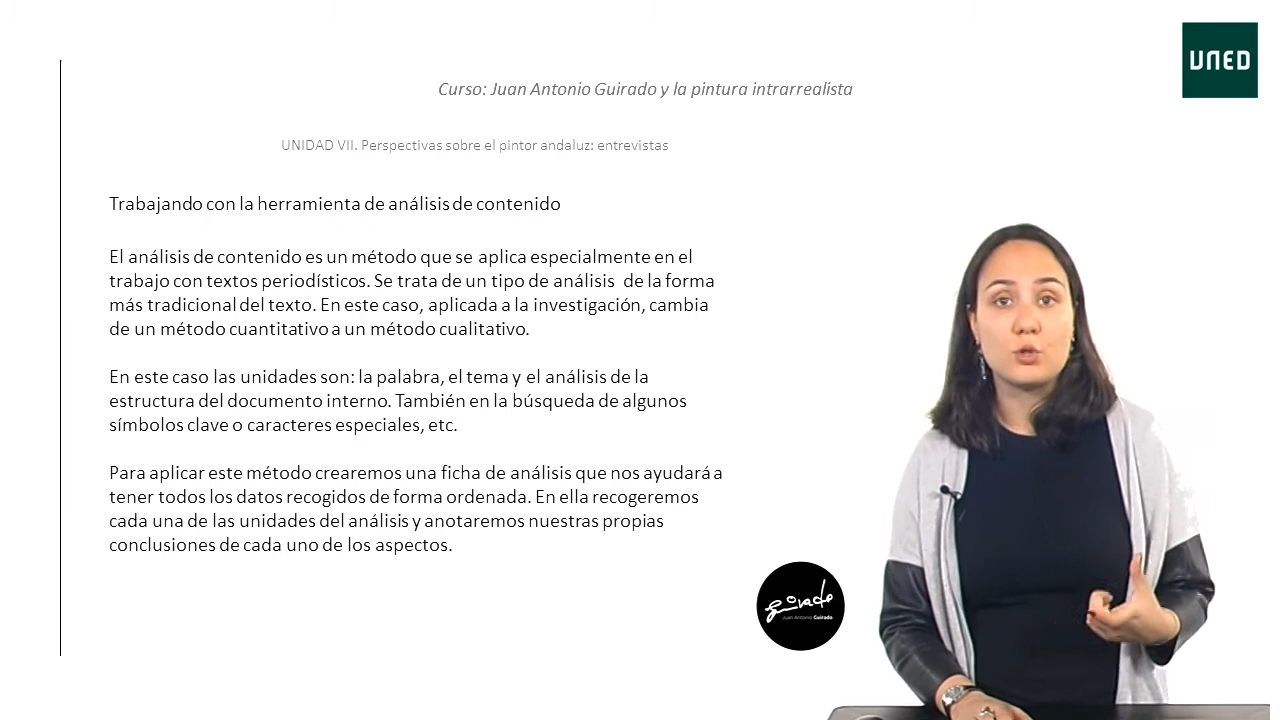 UNED
Curso: Juan Antonio Guirado y la pintura intrarrealista
UNIDAD VII. Perspectivas sobre el pintor andaluz: entrevistas
Trabajando con la herramienta de análisis de contenido
El análisis de contenido es un método que se aplica especialmente en el
trabajo con textos periodísticos. Se trata de un tipo de análisis de la forma
más tradicional del texto. En este caso, aplicada a la investigación, cambia
de un método cuantitativo a un método cualitativo.
En este caso las unidades son: la palabra, el tema y el análisis de la
estructura del documento interno. También en la búsqueda de algunos
símbolos clave o caracteres especiales, etc.
Para aplicar este método crearemos una ficha de análisis que nos ayudará a
tener todos los datos recogidos de forma ordenada. En ella recogeremos
cada una de las unidades del análisis y anotaremos nuestras propias
conclusiones de cada uno de los aspectos.
Guirado
Juan Antonio Guirado